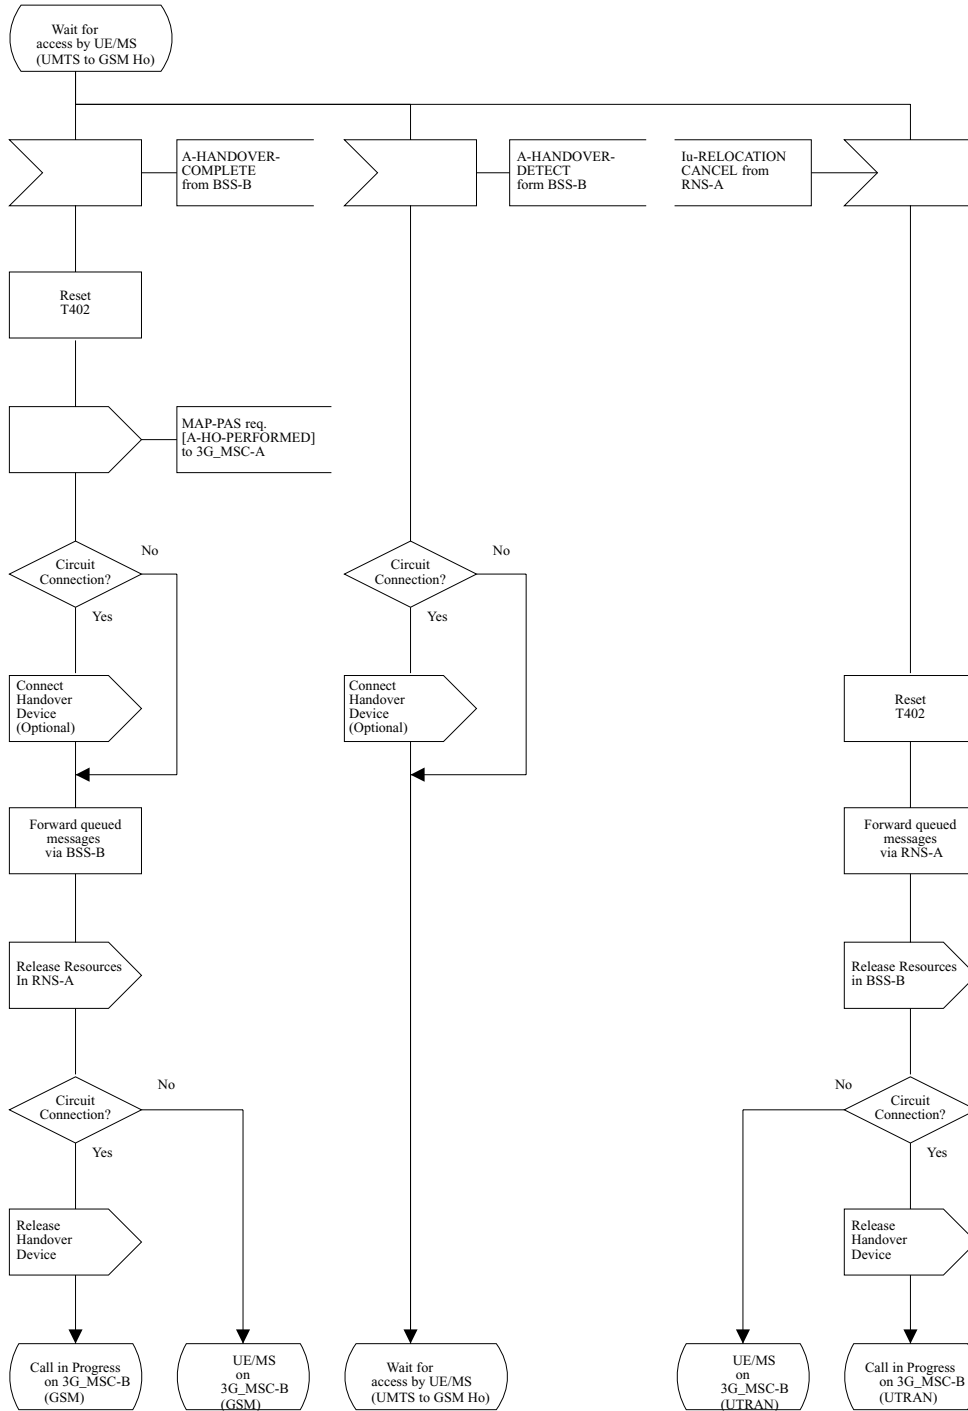 Wait for
access by UE/MS
(UMTS to GSM Ho)
A-HANDOVER-
COMPLETE
from BSS-B
A-HANDOVER-
DETECT
form BSS-B
Iu-RELOCATION
CANCEL from
RNS-A
Reset
T402
MAP-PAS req.
[A-HO-PERFORMED]
to 3G_MSC-A
Circuit
Connection?
No
Yes
Circuit
Connection?
No
Yes
Connect
Handover
Device
(Optional)
Connect
Handover
Device
(Optional)
Reset
T402
Forward queued
messages
via BSS-B
Forward queued
messages
via RNS-A
Release Resources
In RNS-A
Release Resources
in BSS-B
Circuit
Connection?
No
Yes
No
Circuit
Connection?
Yes
Release
Handover
Device
Release
Handover
Device
Call in Progress
on 3G_MSC-B
(GSM)
UE/MS
on
3G_MSC-B
(GSM)
Wait for
access by UE/MS
(UMTS to GSM Ho)
UE/MS
on
3G_MSC-B
(UTRAN)
Call in Progress
on 3G_MSC-B
(UTRAN)